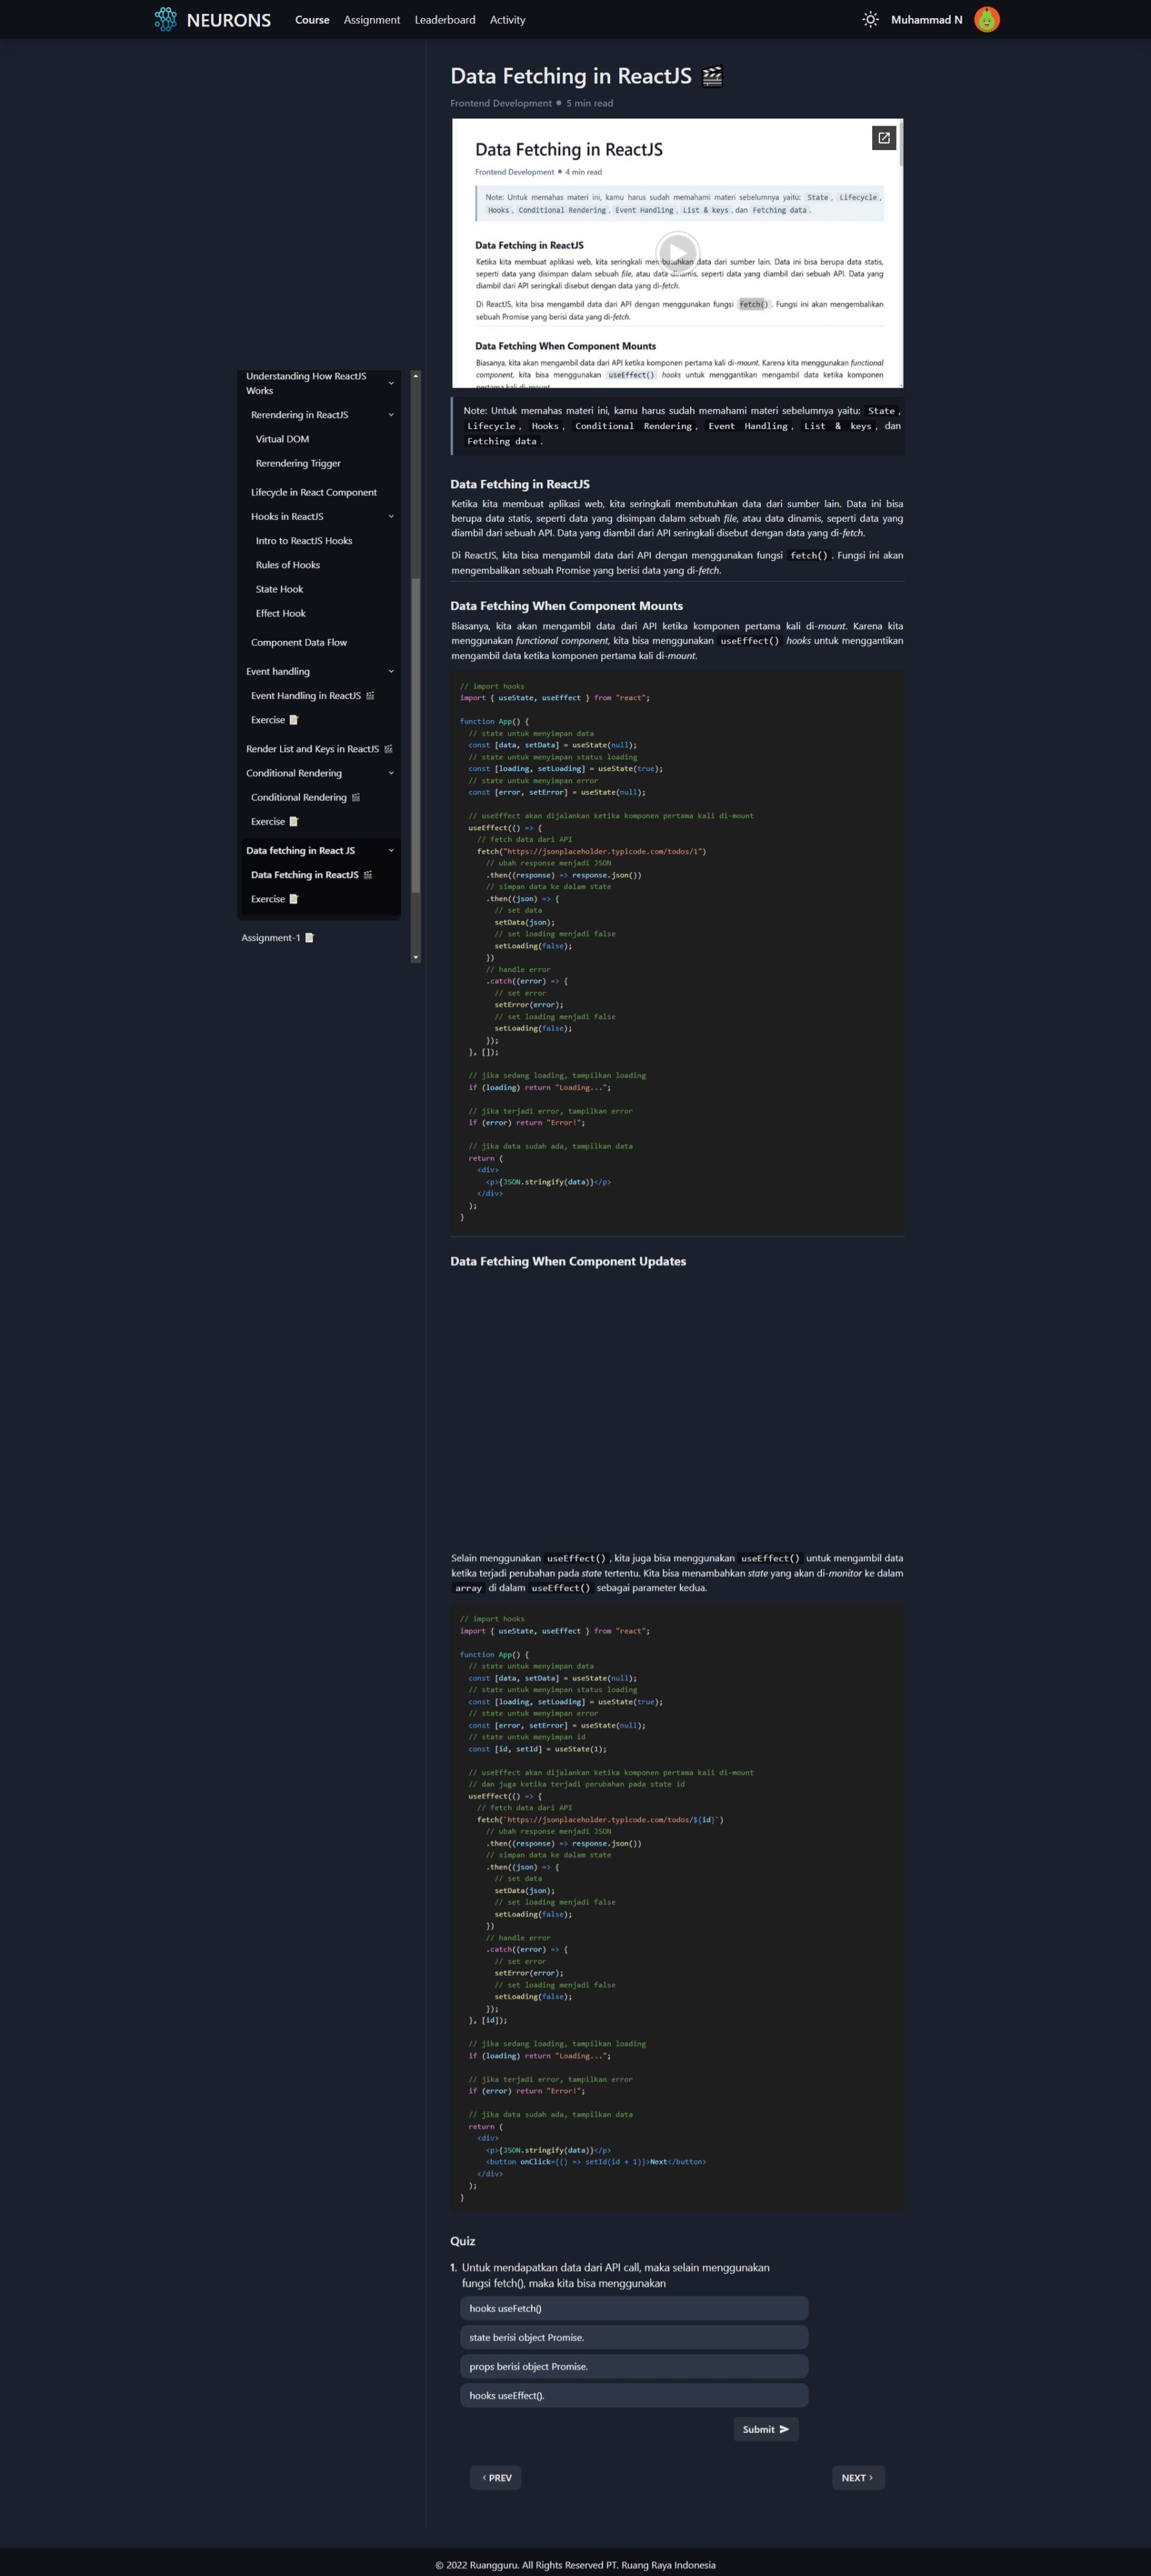 NEURONS
Course
Assignment
Leaderboard
Activity
Muhammad N
Understanding How ReactJS
Works
Rerendering in ReactJS
Virtual DOM
Rerendering Trigger
Lifecycle in React Component
Hooks in ReactJS
Intro to ReactJS Hooks
Rules of Hooks
State Hook
Effect Hook
Component Data Flow
Event handling
Event Handling in ReactJS
Exercise
Render List and Keys in ReactJS
Conditional Rendering
Conditional Rendering
Exercise
Data fetching in React JS
Data Fetching in ReactJS
Exercise
Assignment-1
Data Fetching in ReactJS
Frontend Development • 5 min read
Data Fetching in ReactJS
Frontend Development • 4 min read
Note: Untuk memahas materi ini, kamu harus sudah memahami materi sebelumnya yaitu: State, Lifecycle,
Hooks, Conditional Rendering, Event Handling, List & keys, dan Fetching data.
Data Fetching in ReactJS
Ketika kita membuat aplikasi web, kita seringkali membutuhkan data dari sumber lain. Data ini bisa berupa data statis,
seperti data yang disimpan dalam sebuah file, atau data dinamis, seperti data yang diambil dari sebuah API. Data yang
diambil dari API seringkali disebut dengan data yang di-fetch.
Di ReactJS, kita bisa mengambil data dari API dengan menggunakan fungsi fetch(). Fungsi ini akan mengembalikan
sebuah Promise yang berisi data yang di-fetch.
Data Fetching When Component Mounts
Biasanya, kita akan mengambil data dari API ketika komponen pertama kali di-mount. Karena kita menggunakan functional
component, kita bisa menggunakan useEffect() hooks untuk menggantikan mengambil data ketika komponen
pertama kali di-mount.
Note: Untuk memahas materi ini, kamu harus sudah memahami materi sebelumnya yaitu: State,
Lifecycle, Hooks, Conditional Rendering, Event Handling, List & keys, dan
Fetching data.
Data Fetching in ReactJS
Ketika kita membuat aplikasi web, kita seringkali membutuhkan data dari sumber lain. Data ini bisa
berupa data statis, seperti data yang disimpan dalam sebuah file, atau data dinamis, seperti data yang
diambil dari sebuah API. Data yang diambil dari API seringkali disebut dengan data yang di-fetch.
Di ReactJS, kita bisa mengambil data dari API dengan menggunakan fungsi fetch(). Fungsi ini akan
mengembalikan sebuah Promise yang berisi data yang di-fetch.
Data Fetching When Component Mounts
Biasanya, kita akan mengambil data dari API ketika komponen pertama kali di-mount. Karena kita
menggunakan functional component, kita bisa menggunakan useEffect() hooks untuk menggantikan
mengambil data ketika komponen pertama kali di-mount.
// import hooks
import { useState, useEffect } from "react";
function App() {
// state untuk menyimpan data
const [data, setData] = useState(null);
// state untuk menyimpan status loading
const [loading, setLoading] = useState(true);
// state untuk menyimpan error
const [error, setError] = useState(null);
// useEffect akan dijalankan ketika komponen pertama kali di-mount
useEffect(() => {
// fetch data dari API
fetch("https://jsonplaceholder.typicode.com/todos/1")
// ubah response menjadi JSON
.then((response) => response.json())
// simpan data ke dalam state
.then((json) => {
// set data
setData(json);
// set loading menjadi false
setLoading(false);
})
// handle error
.catch((error) => {
// set error
setError(error);
// set loading menjadi false
setLoading(false);
});
}, []);
// jika sedang loading, tampilkan loading
if (loading) return "Loading...";
// jika terjadi error, tampilkan error
if (error) return "Error!";
// jika data sudah ada, tampilkan data
return (
<div>
<p>{JSON.stringify(data)}</p>
</div>
);
}
Data Fetching When Component Updates
Selain menggunakan useEffect(), kita juga bisa menggunakan useEffect() untuk mengambil data
ketika terjadi perubahan pada state tertentu. Kita bisa menambahkan state yang akan di-monitor ke dalam
array di dalam useEffect() sebagai parameter kedua.
// import hooks
import { useState, useEffect } from "react";
function App() {
// state untuk menyimpan data
const [data, setData] = useState(null);
// state untuk menyimpan status loading
const [loading, setLoading] = useState(true);
// state untuk menyimpan error
const [error, setError] = useState(null);
// state untuk menyimpan id
const [id, setId] = useState(1);
// useEffect akan dijalankan ketika komponen pertama kali di-mount
// dan juga ketika terjadi perubahan pada state id
useEffect(() => {
// fetch data dari API
fetch(`https://jsonplaceholder.typicode.com/todos/${id}`)
// ubah response menjadi JSON
.then((response) => response.json())
// simpan data ke dalam state
.then((json) => {
// set data
setData(json);
// set loading menjadi false
setLoading(false);
})
// handle error
.catch((error) => {
// set error
setError(error);
// set loading menjadi false
setLoading(false);
});
}, [id]);
// jika sedang loading, tampilkan loading
if (loading) return "Loading...";
// jika terjadi error, tampilkan error
if (error) return "Error!";
// jika data sudah ada, tampilkan data
return (
<div>
<p>{JSON.stringify(data)}</p>
<button onClick={() => setId(id + 1)}>Next</button>
</div>
);
}
Quiz
1. Untuk mendapatkan data dari API call, maka selain menggunakan
fungsi fetch(), maka kita bisa menggunakan
hooks useFetch()
state berisi object Promise.
props berisi object Promise.
hooks useEffect().
Submit
PREV
NEXT
© 2022 Ruangguru. All Rights Reserved PT. Ruang Raya Indonesia